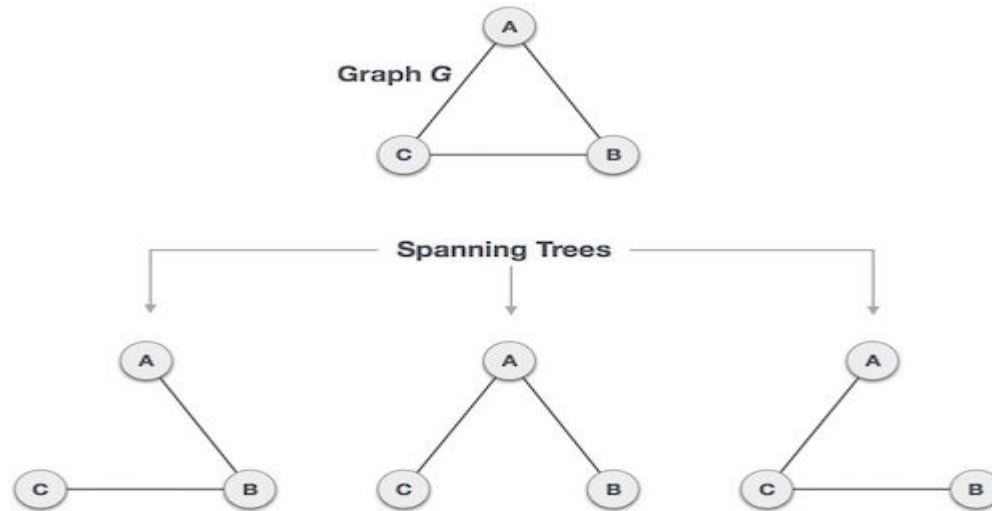 A
Graph G
C B
Spanning Trees
A A A
C B C B C B